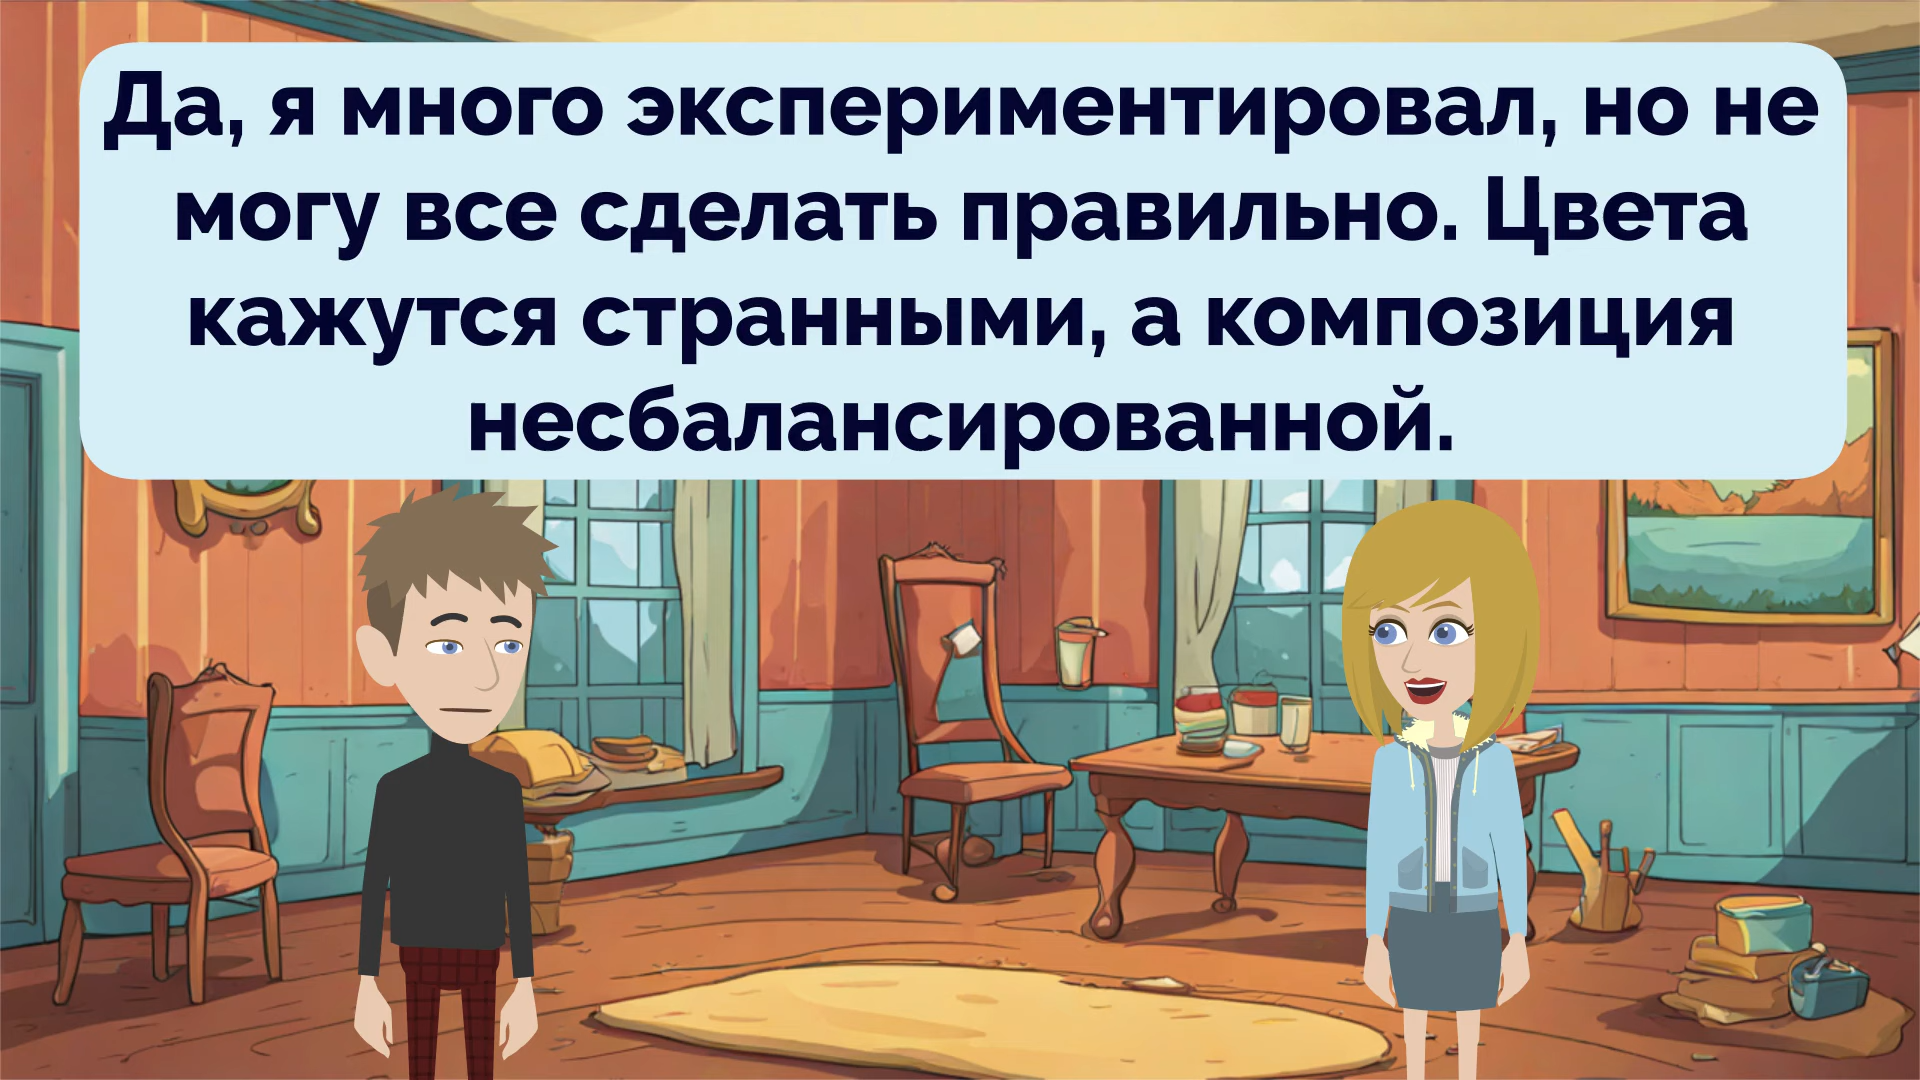 Да, я много экспериментировал, но не
могу все сделать правильно. Цвета
кажутся странными, а композиция
несбалансированной.